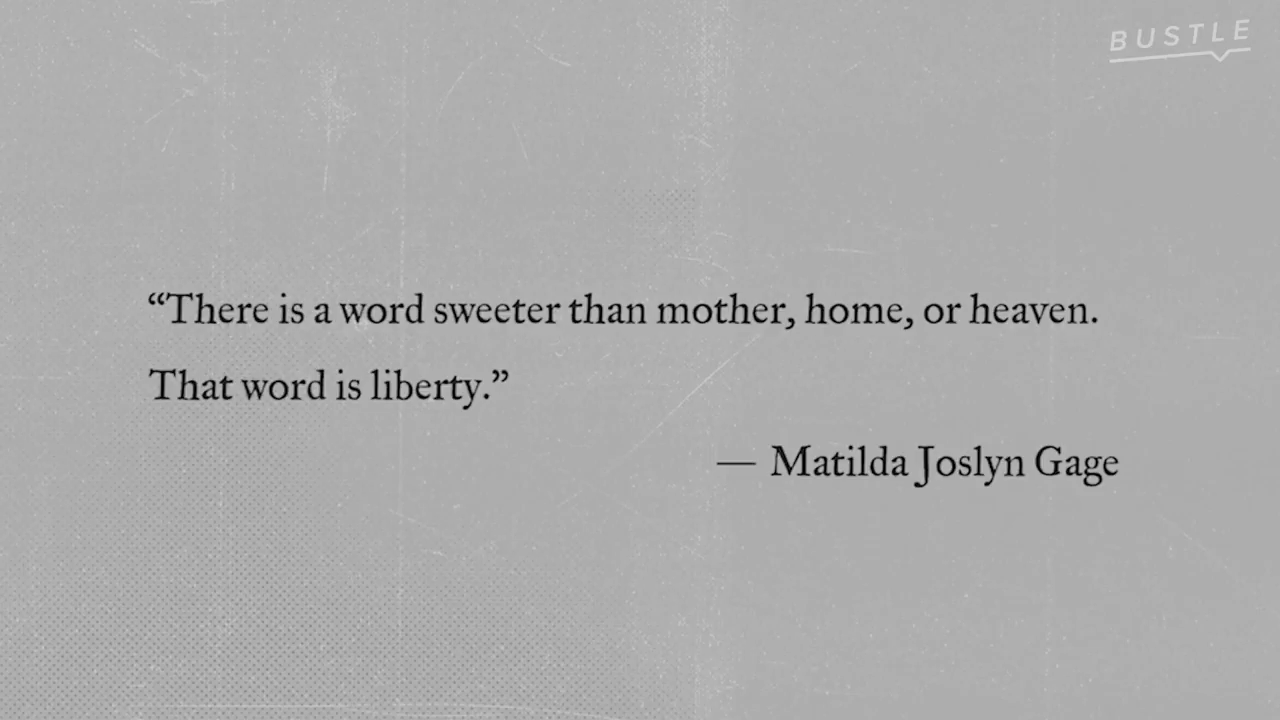 BUSTLE
“There is a word sweeter than mother, home, or heaven.
That word is liberty.”
— Matilda Joslyn Gage